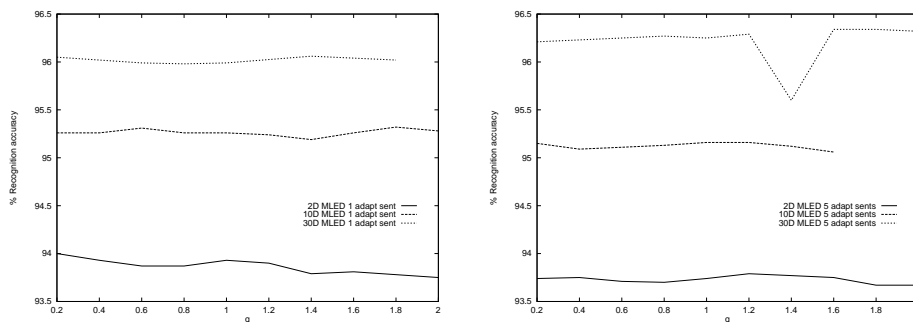 96.5
96
95.5
95
94.5
94
93.5
% Recognition accuracy
2D MLED 1 adapt sent
10D MLED 1 adapt sent
30D MLED 1 adapt sent
0.2 0.4 0.6 0.8 1 1.2 1.4 1.6 1.8 2
96.5
96
95.5
95
94.5
94
93.5
% Recognition accuracy
2D MLED 5 adapt sents
10D MLED 5 adapt sents
30D MLED 5 adapt sents
0.2 0.4 0.6 0.8 1 1.2 1.4 1.6 1.8